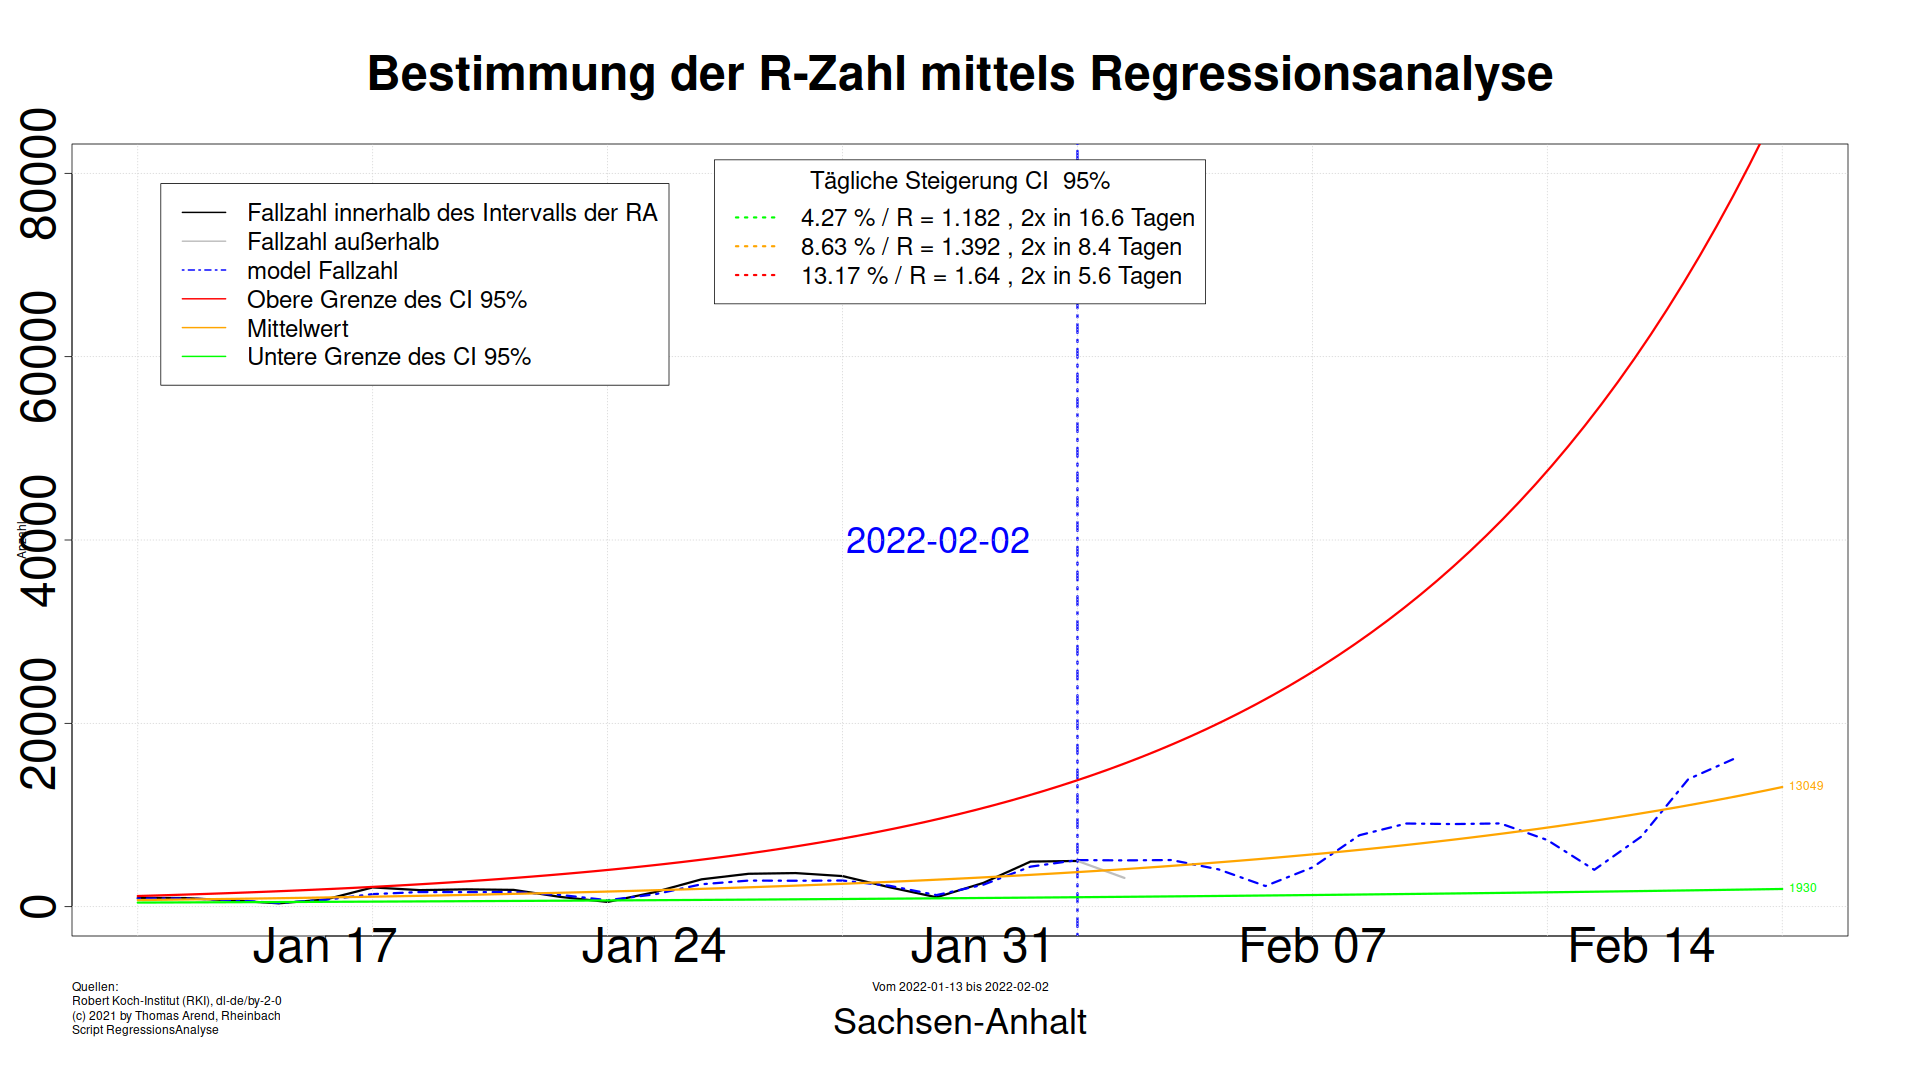 Bestimmung der R-Zahl mittels Regressionsanalyse
80000
60000
40000
20000
0
Anzahl
Fallzahl innerhalb des Intervalls der RA
Fallzahl außerhalb
model Fallzahl
Obere Grenze des CI 95%
Mittelwert
Untere Grenze des CI 95%
Tägliche Steigerung CI  95%
4.27 % / R = 1.182 , 2x in 16.6 Tagen
8.63 % / R = 1.392 , 2x in 8.4 Tagen
13.17 % / R = 1.64 , 2x in 5.6 Tagen
2022-02-02
13049
1930
Jan 17
Jan 24
Jan 31
Feb 07
Feb 14
Quellen:
Robert Koch-Institut (RKI), dl-de/by-2-0
(c) 2021 by Thomas Arend, Rheinbach
Script RegressionsAnalyse
Vom 2022-01-13 bis 2022-02-02
Sachsen-Anhalt